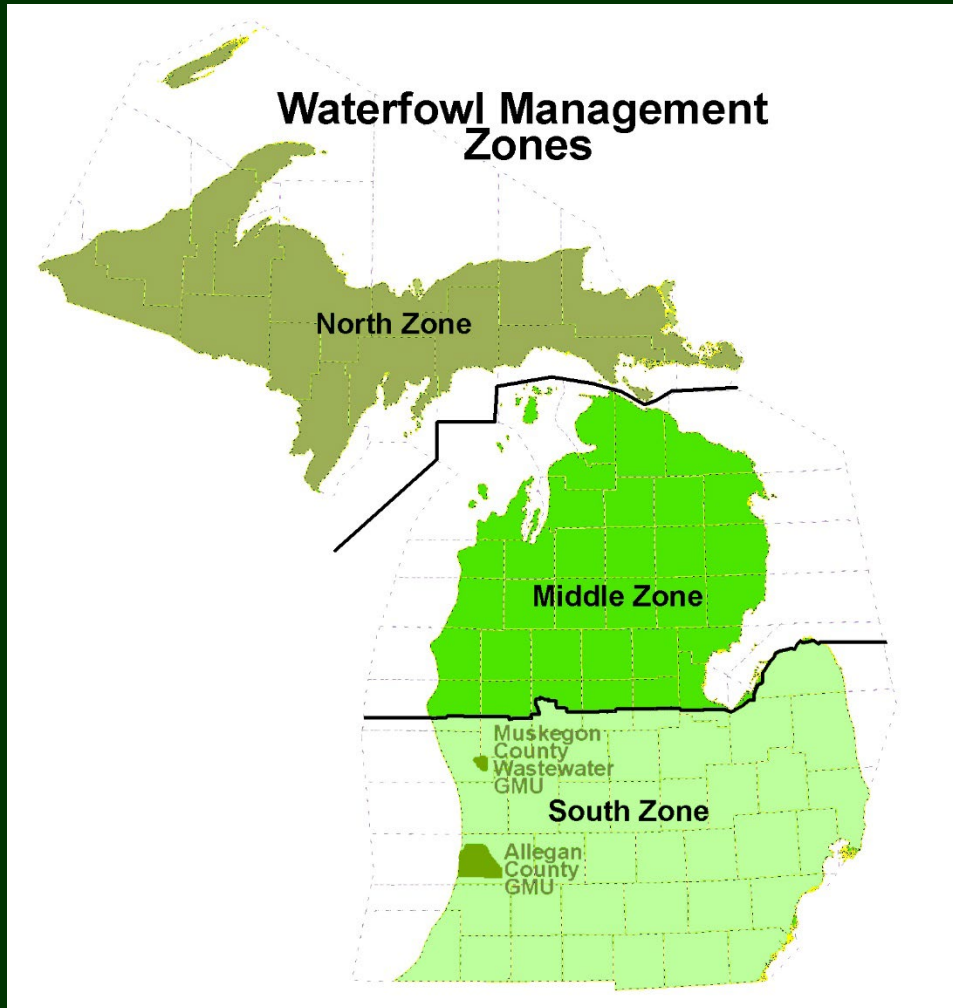 Waterfowl Management
Zones
North Zone
Middle Zone
Muskegon
County
Wastewater
GMU
South Zone
Allegan
County
GMU